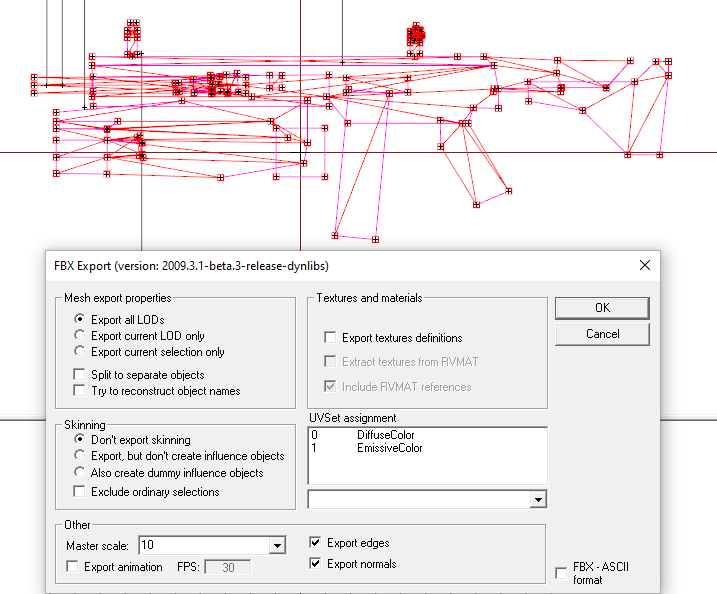 FBX Export (version: 2009.3.1-beta.3-release-dynlibs)
Mesh export properties
Export all LODs
Export current LOD only
Export current selection only
Split to separate objects
Try to reconstruct object names
Textures and materials
Export textures definitions
Extract textures from RVMAT
Include RVMAT references
OK
Cancel
Skinning
Don't export skinning
Export, but don't create influence objects
Also create dummy influence objects
Exclude ordinary selections
UVSet assignment
0 DiffuseColor
1 EmissiveColor
Other
Master scale: 10
Export animation FPS: 30
Export edges
Export normals
FBX - ASCII
format